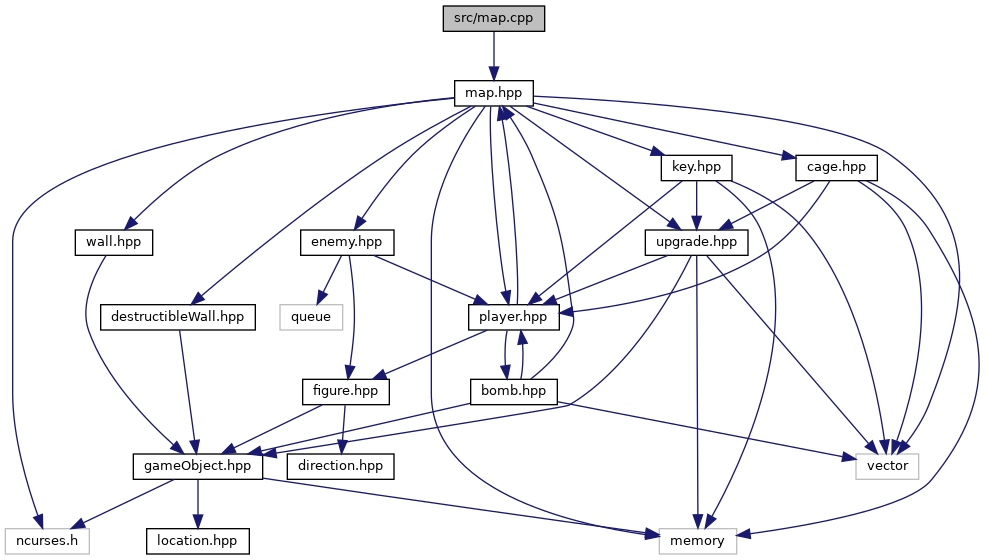 src/map.cpp
map.hpp
key.hpp
cage.hpp
wall.hpp
enemy.hpp
upgrade.hpp
destructibleWall.hpp
queue
player.hpp
figure.hpp
bomb.hpp
gameObject.hpp
direction.hpp
vector
ncurses.h
location.hpp
memory